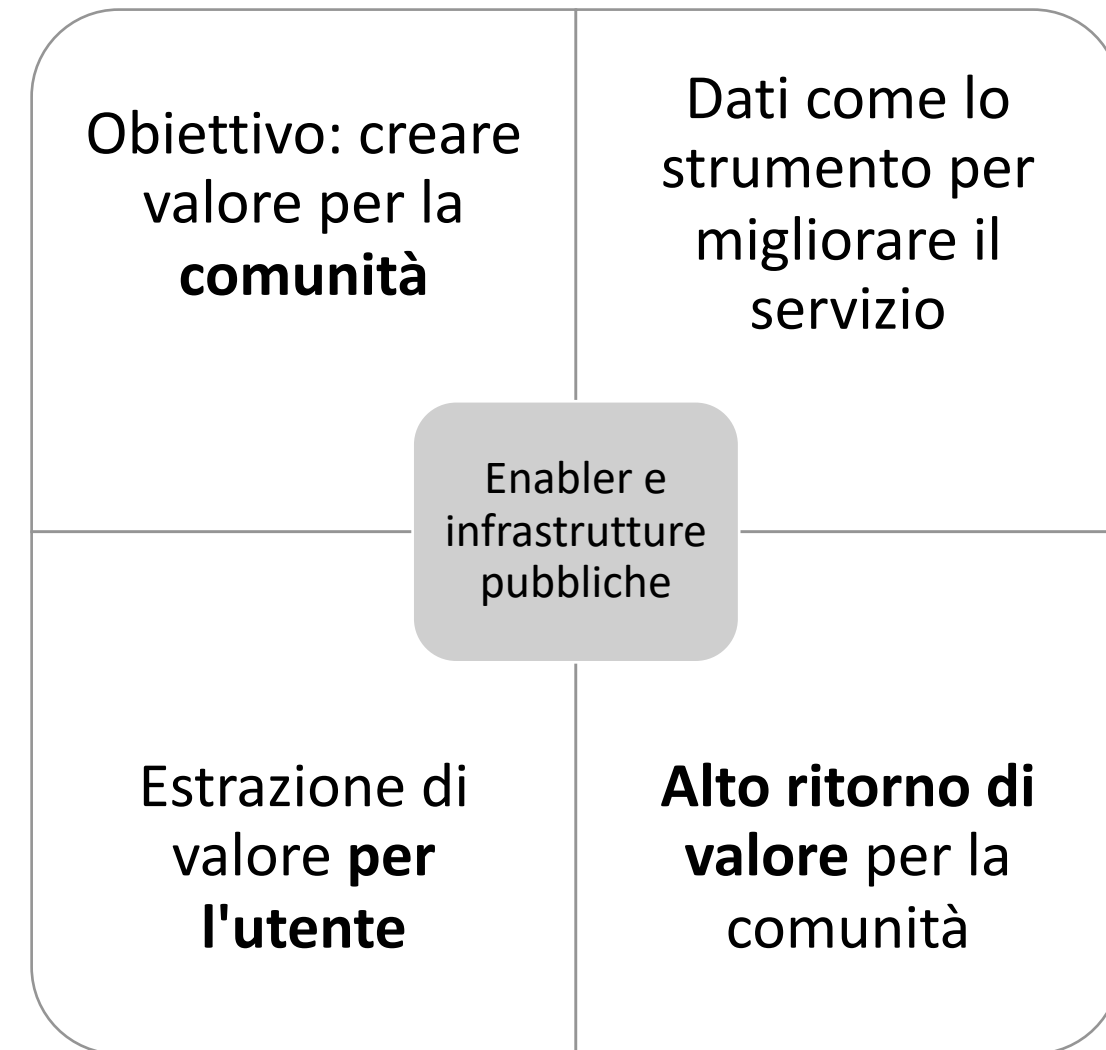 Obiettivo: creare
valore per la
comunità
Dati come lo
strumento per
migliorare il
servizio
Enabler e
infrastrutture
pubbliche
Estrazione di
valore per
l'utente
Alto ritorno di
valore per la
comunità